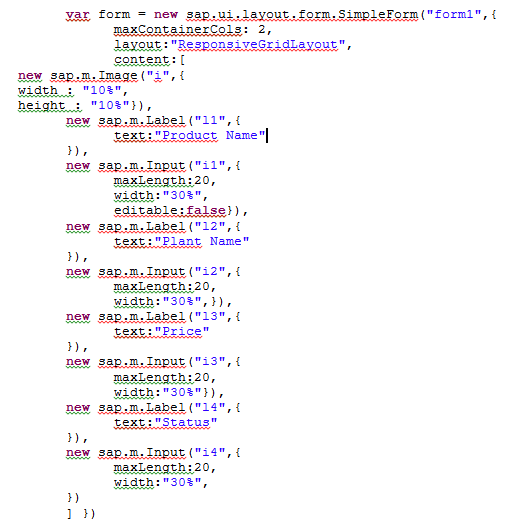 var form = new sap.ui.layout.form.SimpleForm("form1",{
maxContainerCols: 2,
layout:"ResponsiveGridLayout",
content:[
new sap.m.Image("i",{
width : "10%",
height : "10%"}),
new sap.m.Label("l1",{
text:"Product Name"
}),
new sap.m.Input("i1",{
maxLength:20,
width:"30%",
editable:false}),
new sap.m.Label("l2",{
text:"Plant Name"
}),
new sap.m.Input("i2",{
maxLength:20,
width:"30%",}),
new sap.m.Label("l3",{
text:"Price"
}),
new sap.m.Input("i3",{
maxLength:20,
width:"30%"}),
new sap.m.Label("l4",{
text:"Status"
}),
new sap.m.Input("i4",{
maxLength:20,
width:"30%",
})
] })